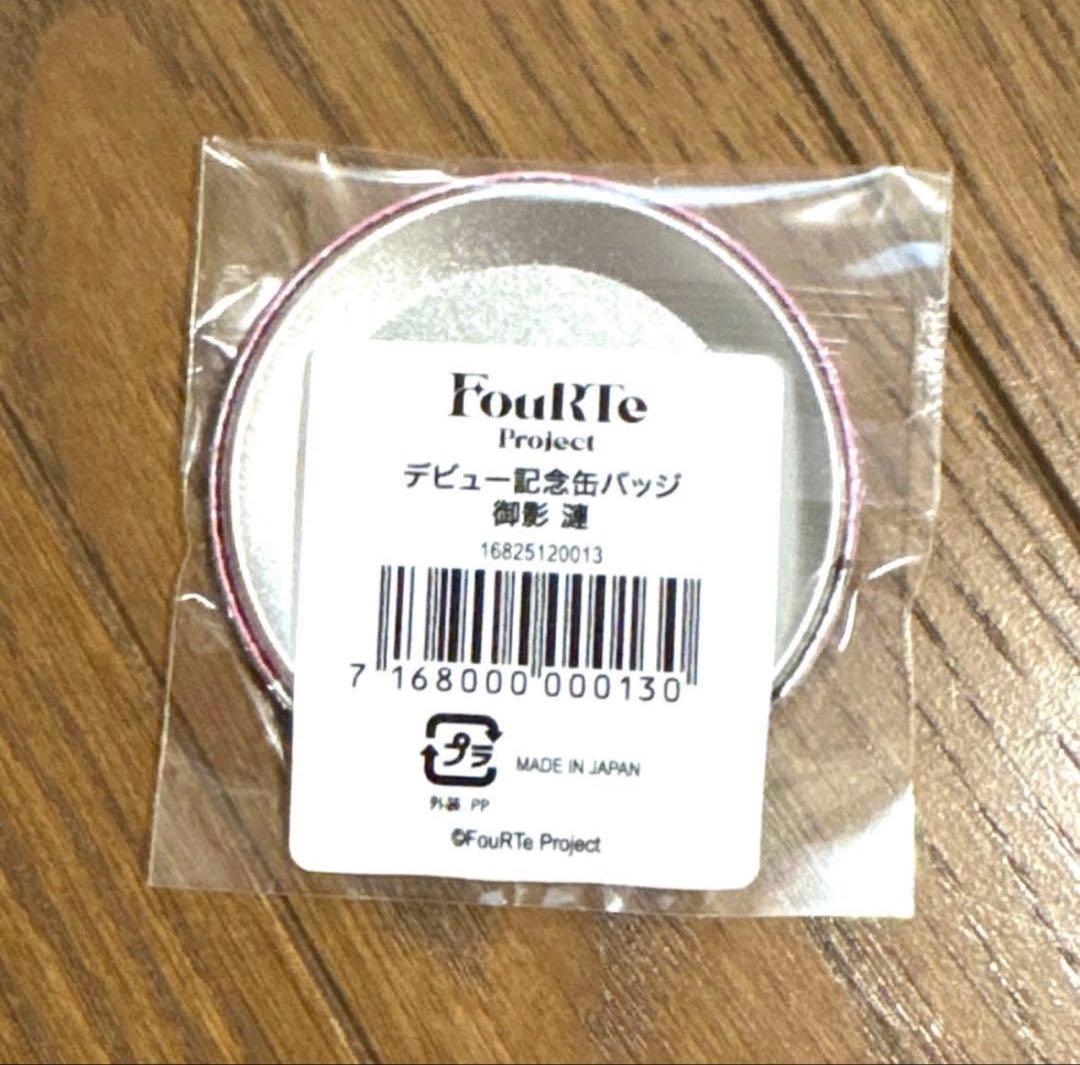 FouRTe
Project
デビュー記念缶バッジ
御影 漣
16825120013
7 168000 000130
プラ
MADE IN JAPAN
外装 PP
©FouRTe Project